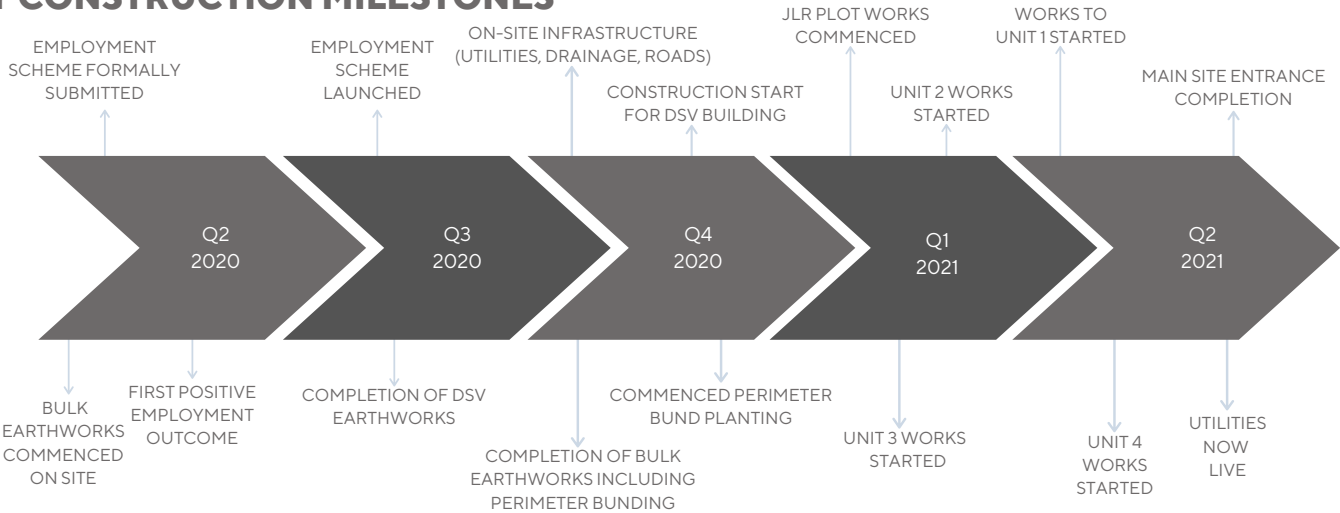 CONSTRUCTION MILESTONES
EMPLOYMENT
SCHEME FORMALLY
SUBMITTED
EMPLOYMENT
SCHEME
LAUNCHED
ON-SITE INFRASTRUCTURE
(UTILITIES, DRAINAGE, ROADS)
CONSTRUCTION START
FOR DSV BUILDING
JLR PLOT WORKS
COMMENCED
UNIT 2 WORKS
STARTED
WORKS TO
UNIT 1 STARTED
MAIN SITE ENTRANCE
COMPLETION
Q2
2020
Q3
2020
Q4
2020
Q1
2021
Q2
2021
BULK
EARTHWORKS
COMMENCED
ON SITE
FIRST POSITIVE
EMPLOYMENT
OUTCOME
COMPLETION OF DSV
EARTHWORKS
COMPLETION OF BULK
EARTHWORKS INCLUDING
PERIMETER BUNDING
COMMENCED PERIMETER
BUND PLANTING
UNIT 3 WORKS
STARTED
UNIT 4
WORKS
STARTED
UTILITIES
NOW
LIVE